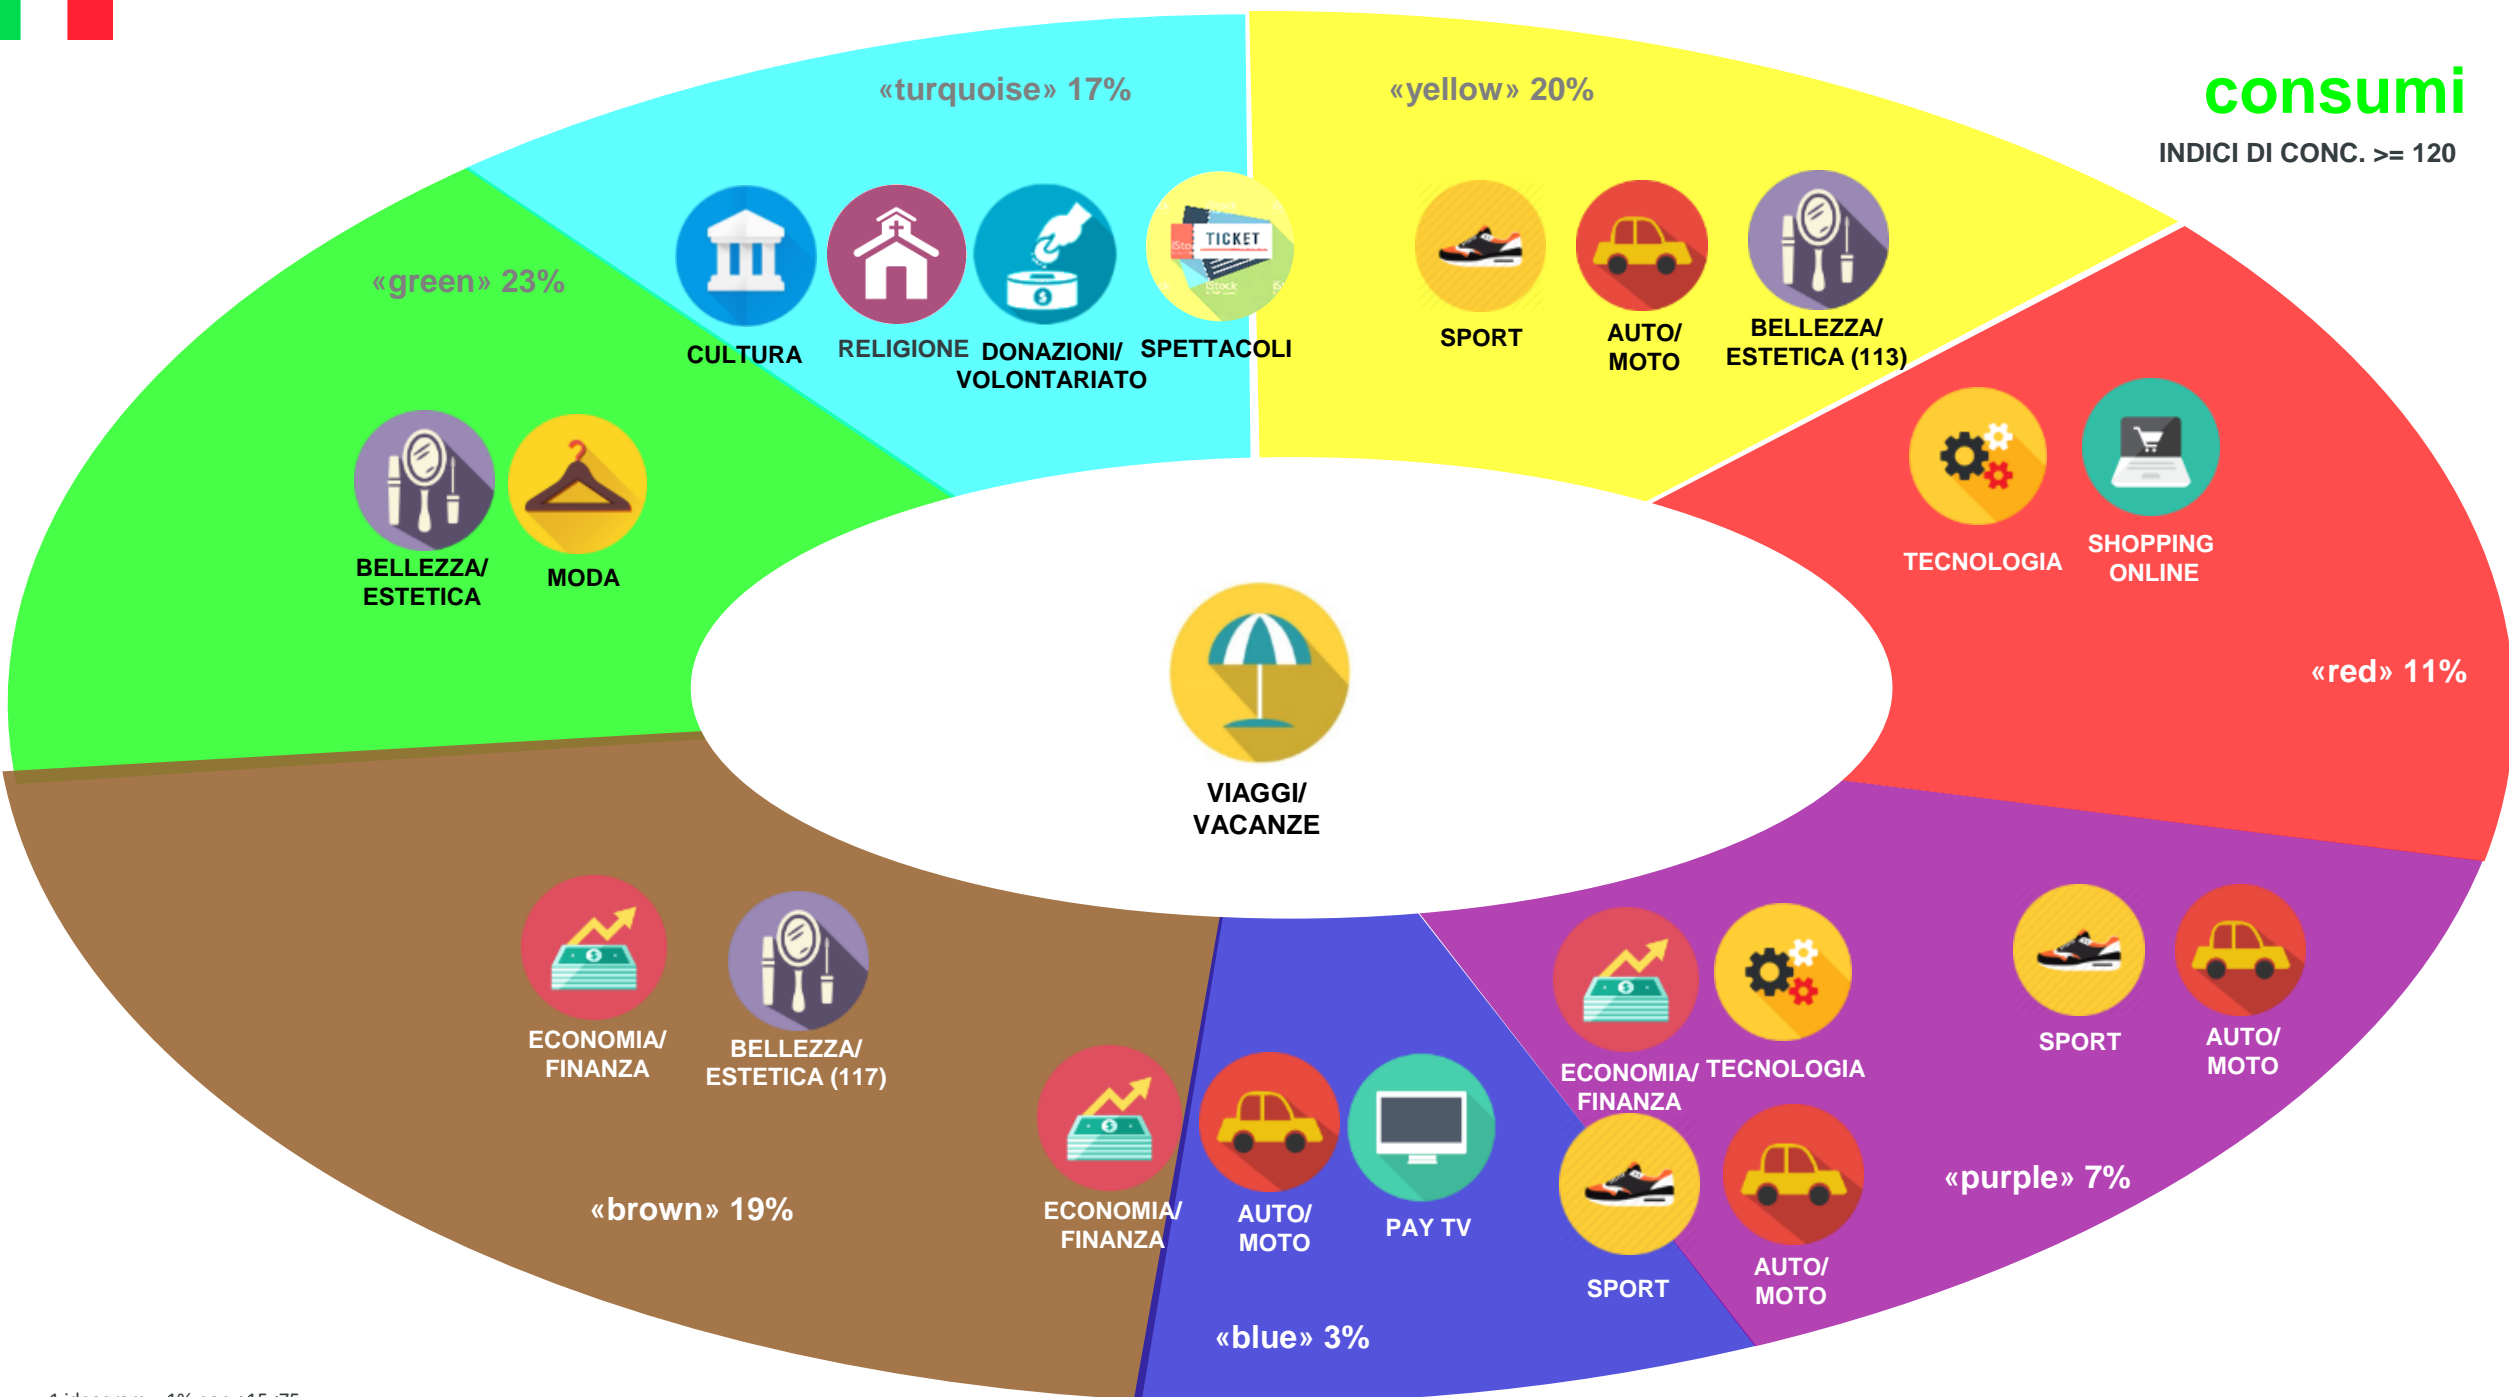 consumi
INDICI DI CONC. >= 120
«turquoise» 17%
«yellow» 20%
«green» 23%
TICKET
iStock
CULTURA
RELIGIONE
DONAZIONI/
VOLONTARIATO
SPETTACOLI
SPORT
AUTO/
MOTO
BELLEZZA/
ESTETICA (113)
BELLEZZA/
ESTETICA
MODA
TECNOLOGIA
SHOPPING
ONLINE
«red» 11%
VIAGGI/
VACANZE
ECONOMIA/
FINANZA
BELLEZZA/
ESTETICA (117)
«brown» 19%
ECONOMIA/
FINANZA
AUTO/
MOTO
PAY TV
«blue» 3%
ECONOMIA/
FINANZA
TECNOLOGIA
SPORT
AUTO/
MOTO
SPORT
AUTO/
MOTO
«purple» 7%